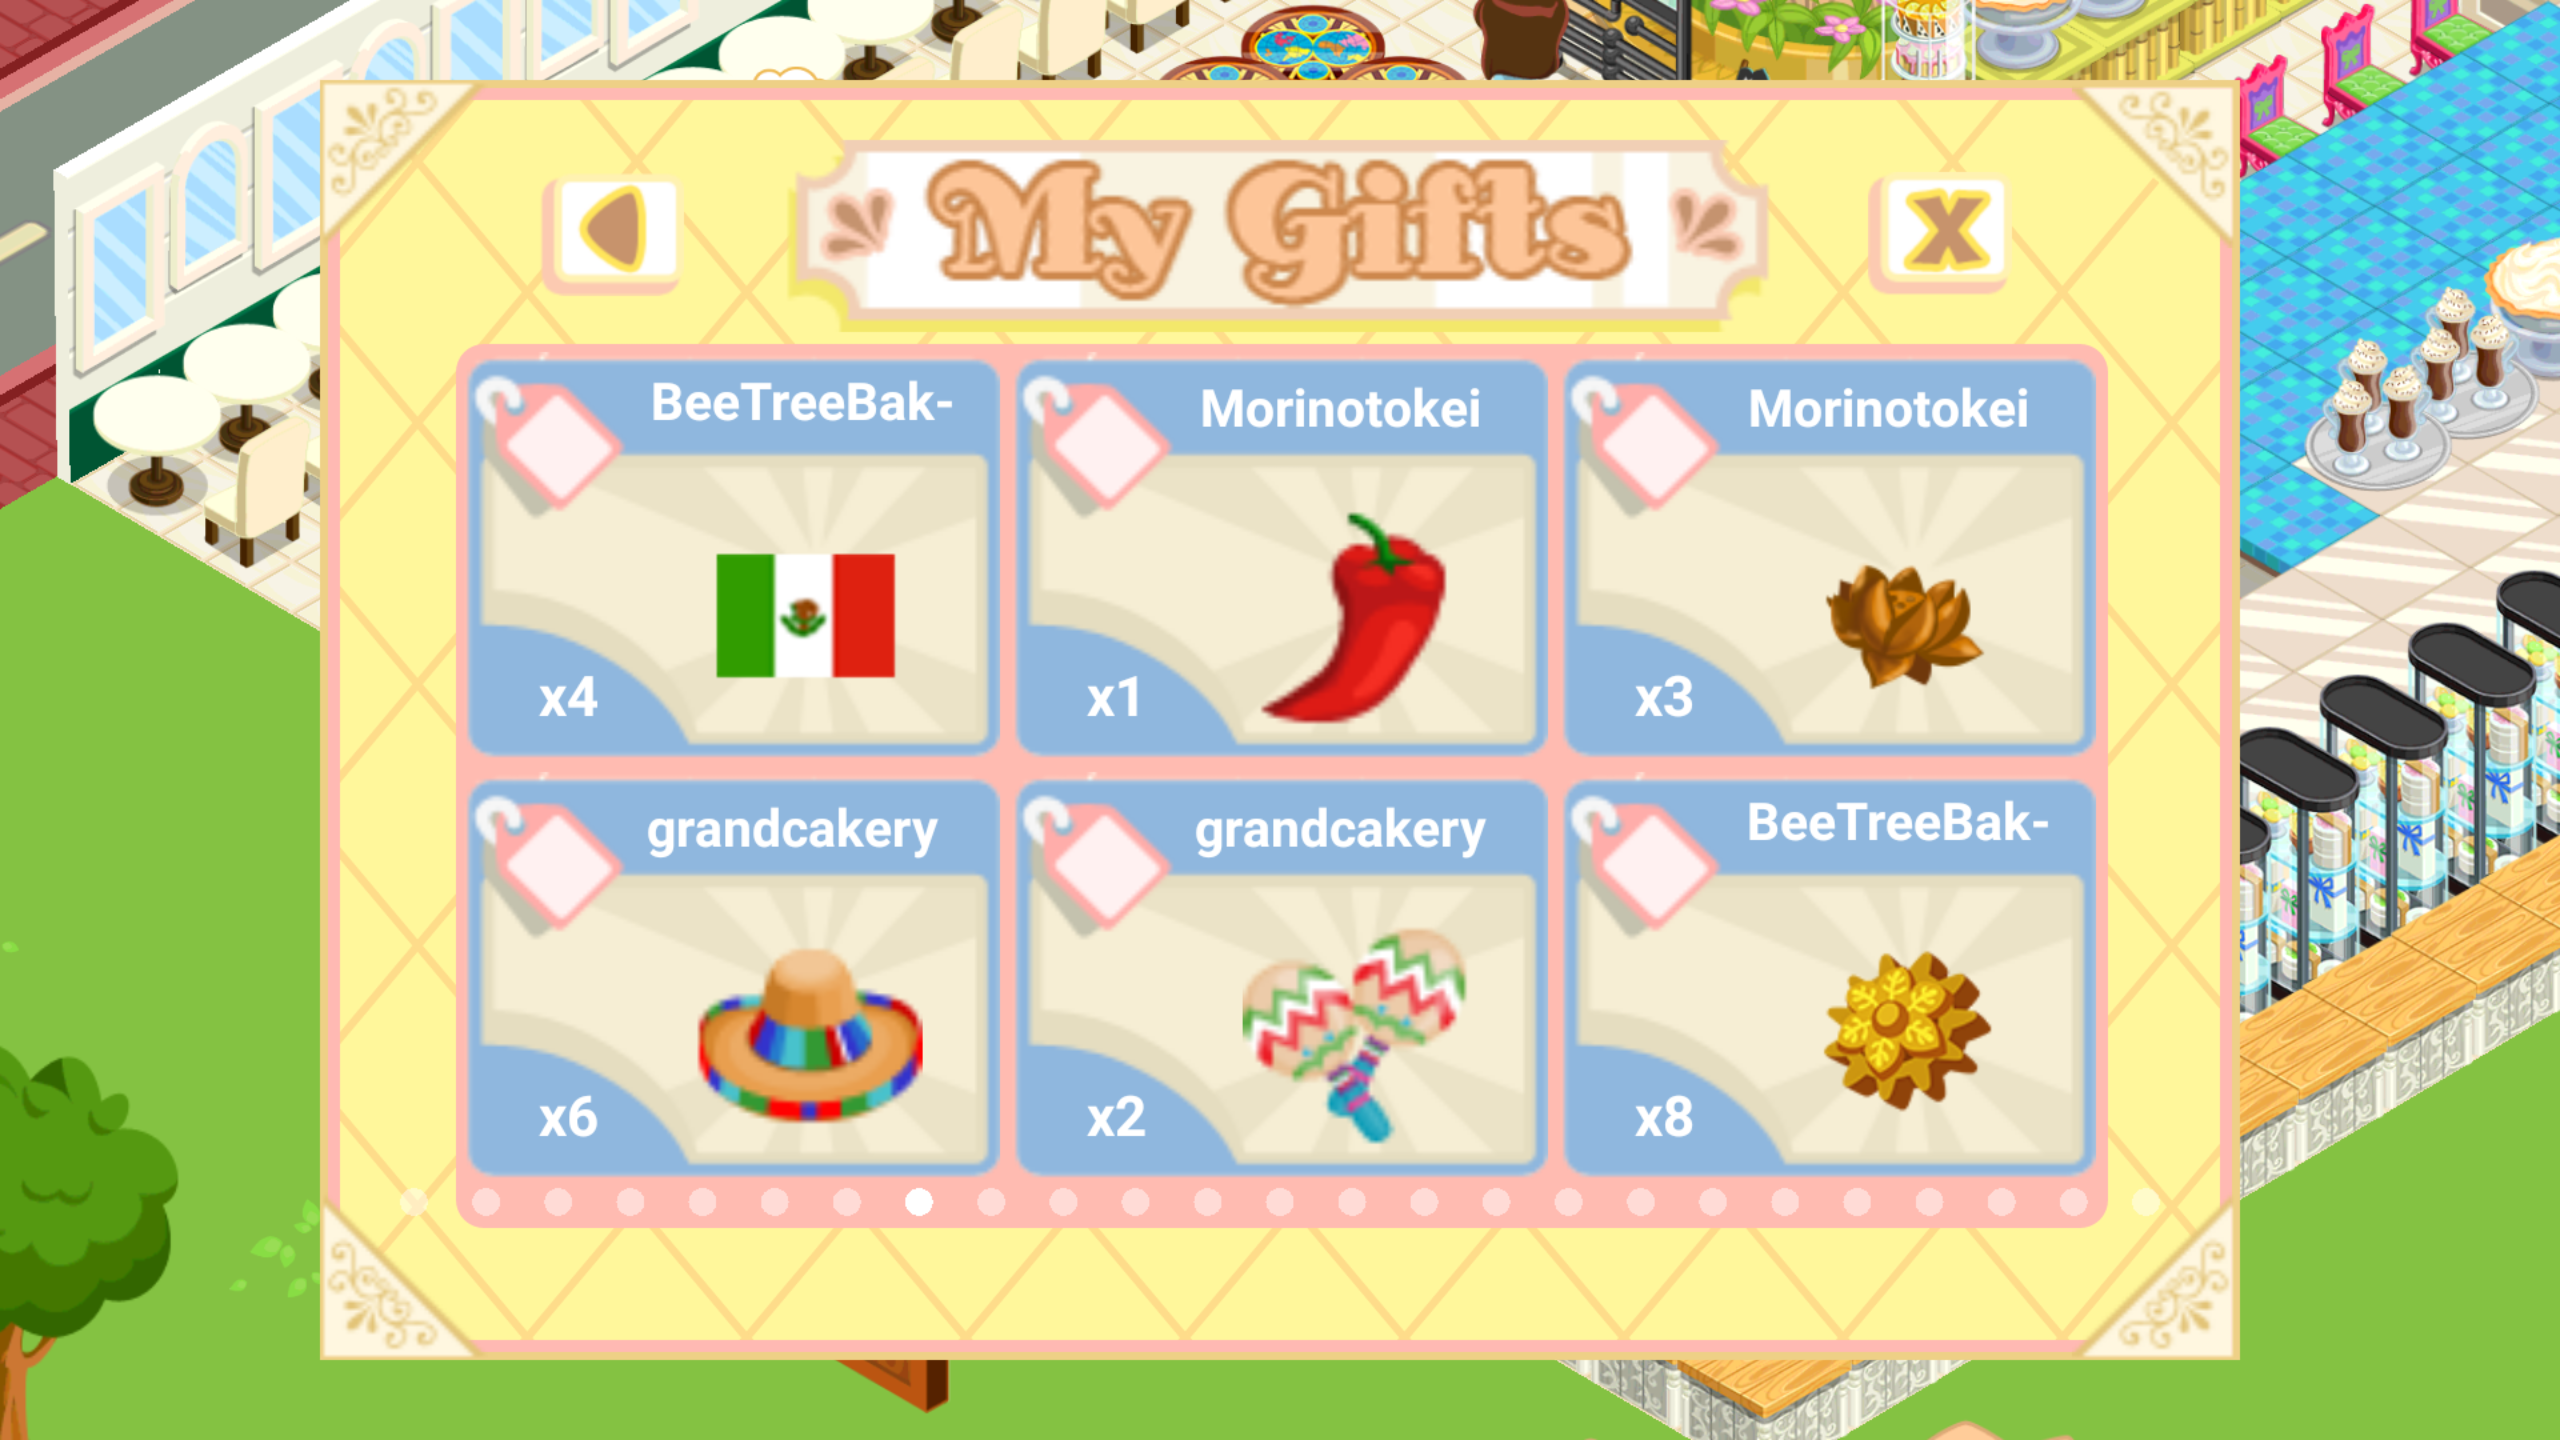 My Gifts
X
BeeTreeBak-
Morinotokei
Morinotokei
x4
x1
x3
grandcakery
grandcakery
BeeTreeBak-
x6
x2
x8